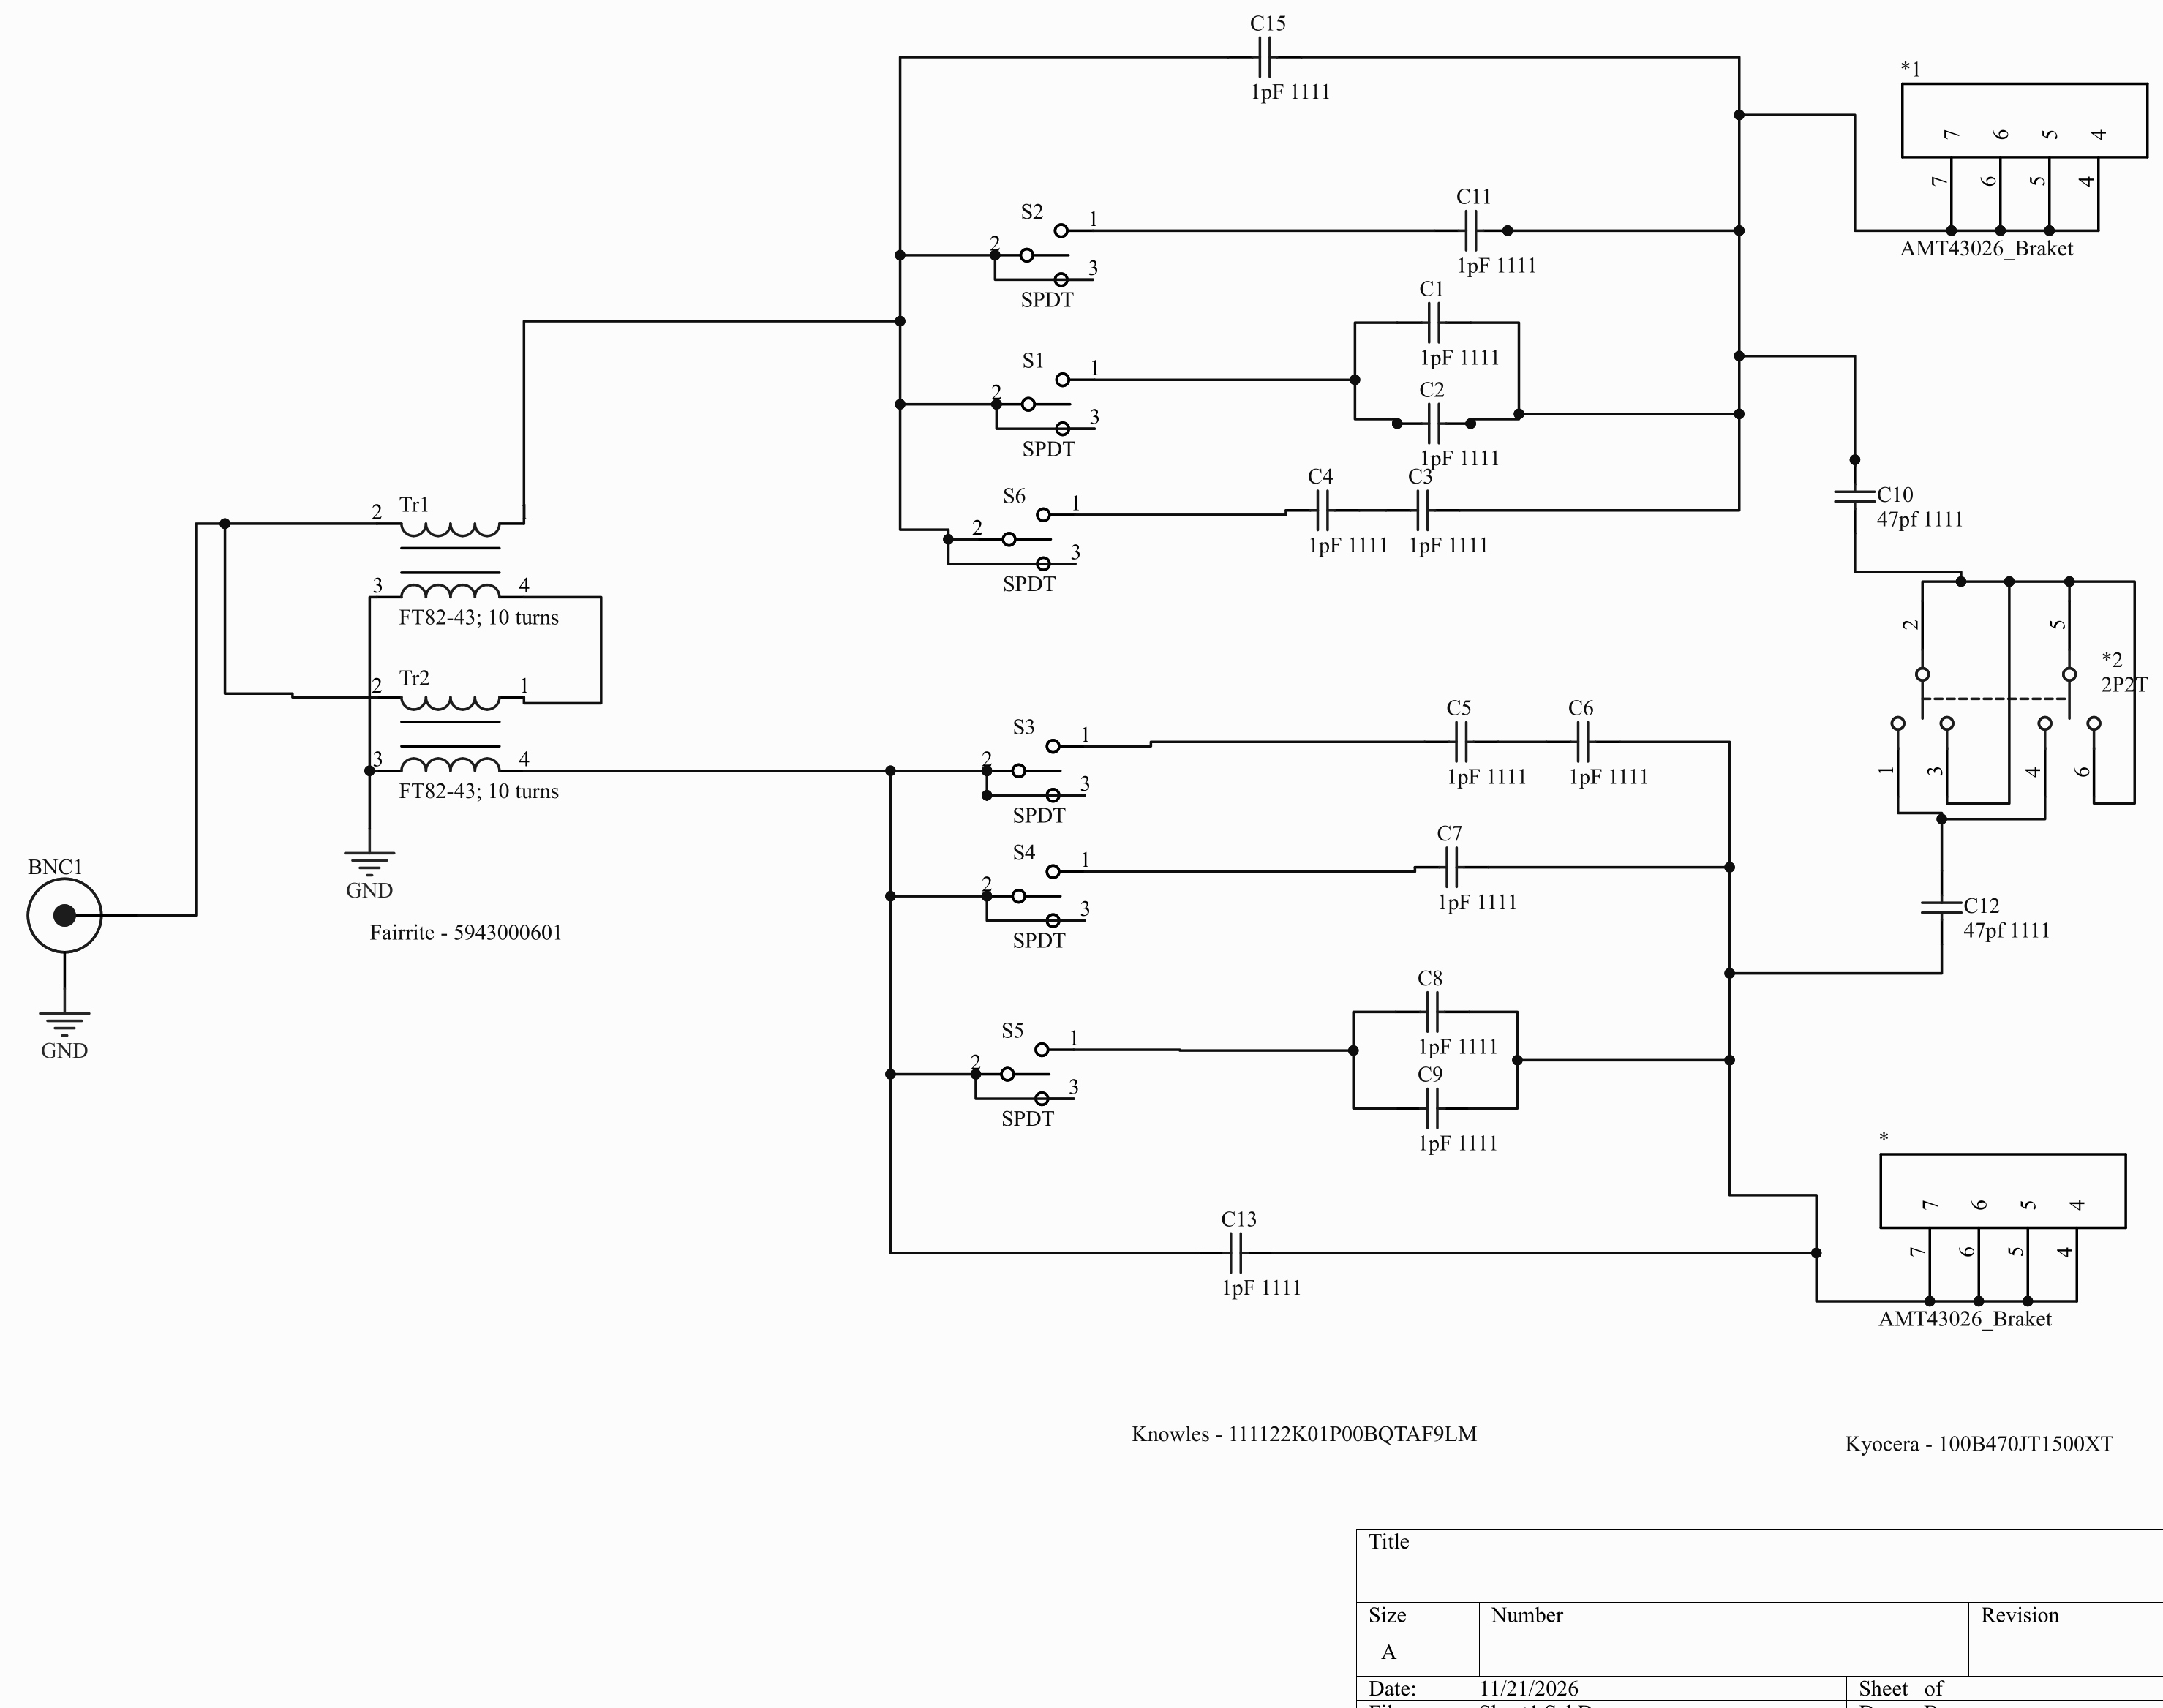 C15
1pF 1111
*1
7 6 5 4
7 6 5 4
AMT43026_Braket
S2
1
2
3
SPDT
C11
1pF 1111
C1
1pF 1111
S1
1
2
3
SPDT
C2
1pF 1111
S6
1
2
3
SPDT
C4
1pF 1111
C3
1pF 1111
C10
47pf 1111
Tr1
2
1
3
4
FT82-43; 10 turns
Tr2
2
1
3
4
FT82-43; 10 turns
GND
Fairrite - 5943000601
BNC1
GND
2
5
*2
2P2T
1
3
4
6
S3
1
2
3
SPDT
C5
1pF 1111
C6
1pF 1111
S4
1
2
3
SPDT
C7
1pF 1111
C12
47pf 1111
S5
1
2
3
SPDT
C8
1pF 1111
C9
1pF 1111
C13
1pF 1111
*
7 6 5 4
7 6 5 4
AMT43026_Braket
Knowles - 111122K01P00BQTAF9LM
Kyocera - 100B470JT1500XT
Title
Size
A
Number
Revision
Date:
11/21/2026
Sheet of